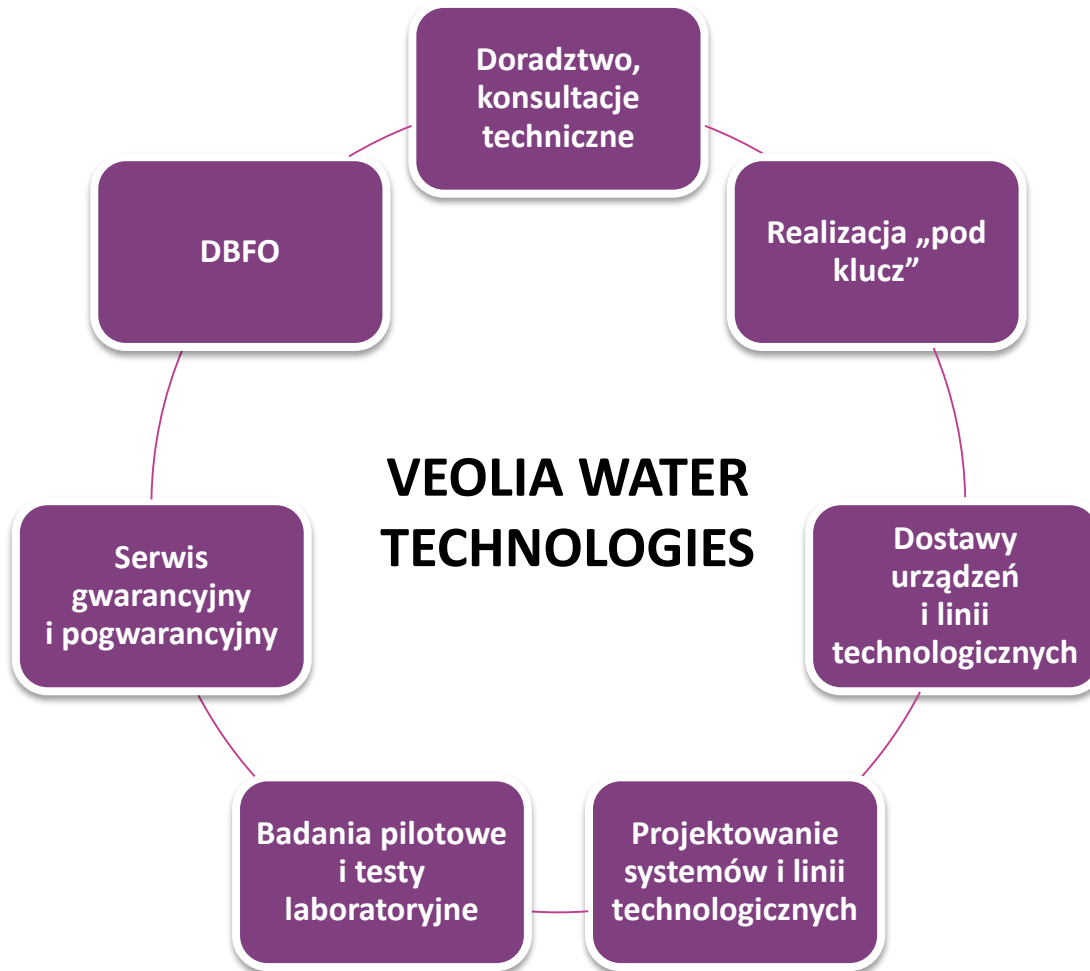 Doradztwo,
konsultacje
techniczne
Realizacja „pod
klucz”
Dostawy
urządzeń
i linii
technologicznych
Projektowanie
systemów i linii
technologicznych
Badania pilotowe
i testy
laboratoryjne
Serwis
gwarancyjny
i pogwarancyjny
DBFO
VEOLIA WATER
TECHNOLOGIES